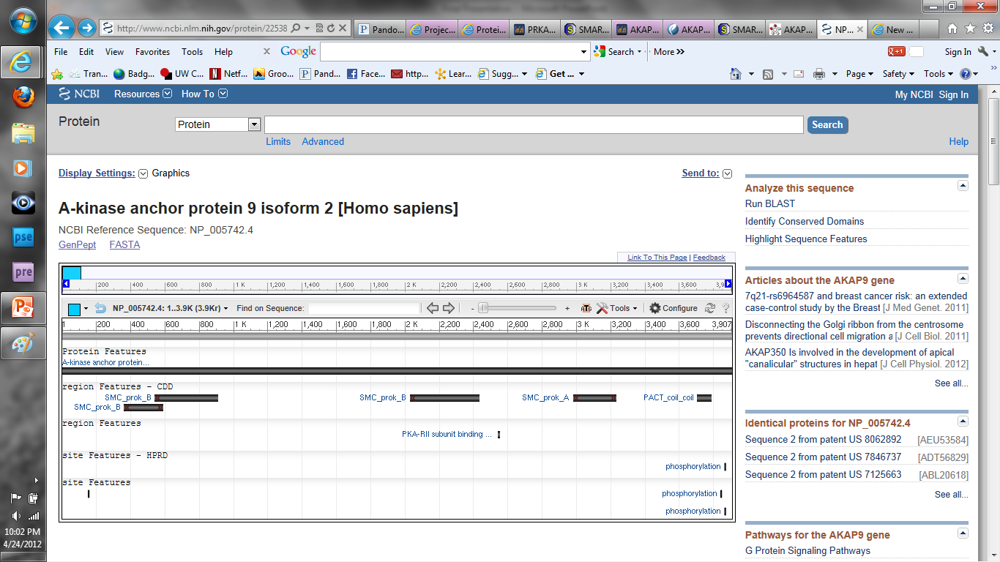 http://www.ncbi.nlm.nih.gov/protein/22538
Pando...
Projec...
Protei...
PRKA...
SMAR...
AKAP...
AKAP...
SMAR...
AKAP...
NP...
New ...
File Edit View Favorites Tools Help
x Google
Search
More »
g+1
Sign In
Tran...
Badg...
UW C...
Netf...
Groo...
Pand...
Face...
http...
Lear...
Sugg...
Get ...
Page
Safety
Tools
NCBI Resources How To
My NCBI Sign In
Protein
Protein
Search
Limits Advanced
Help
Display Settings: Graphics
Send to:
A-kinase anchor protein 9 isoform 2 [Homo sapiens]
NCBI Reference Sequence: NP_005742.4
GenPept FASTA
Link To This Page | Feedback
200 400 600 800 1 K 1,200 1,400 1,600 1,800 2 K 2,200 2,400 2,600 2,800 3 K 3,200 3,400 3,600 3,9
NP_005742.4: 1..3.9K (3.9Kr) Find on Sequence:
- + ATG Tools Configure ?
1 200 400 600 800 1 K 1,200 1,400 1,600 1,800 2 K 2,200 2,400 2,600 2,800 3 K 3,200 3,400 3,600 3,907
Protein Features
A-kinase anchor protein...
region Features - CDD
SMC_prok_B SMC_prok_B SMC_prok_A PACT_coil_coil
SMC_prok_B
region Features
PKA-RII subunit binding ...
site Features - HPRD
phosphorylation
site Features
phosphorylation
phosphorylation
Analyze this sequence
Run BLAST
Identify Conserved Domains
Highlight Sequence Features
Articles about the AKAP9 gene
7q21-rs6964587 and breast cancer risk: an extended
case-control study by the Breast [J Med Genet. 2011]
Disconnecting the Golgi ribbon from the centrosome
prevents directional cell migration a [J Cell Biol. 2011]
AKAP350 Is involved in the development of apical
"canalicular" structures in hepat [J Cell Physiol. 2012]
See all...
Identical proteins for NP_005742.4
Sequence 2 from patent US 8062892 [AEU53584]
Sequence 2 from patent US 7846737 [ADT56829]
Sequence 2 from patent US 7125663 [ABL20618]
See all...
Pathways for the AKAP9 gene
G Protein Signaling Pathways
pse
pre
10:02 PM
4/24/2012